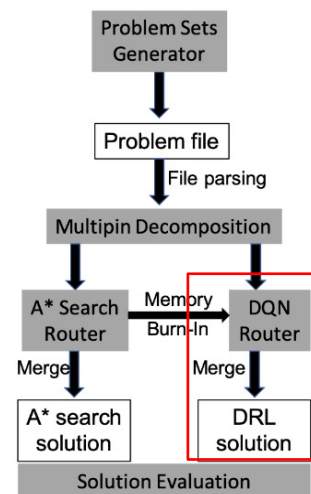 Problem Sets
Generator
Problem file
File parsing
Multipin Decomposition
A* Search
Router
Memory
Burn-In
DQN
Router
Merge
Merge
A* search
solution
DRL
solution
Solution Evaluation